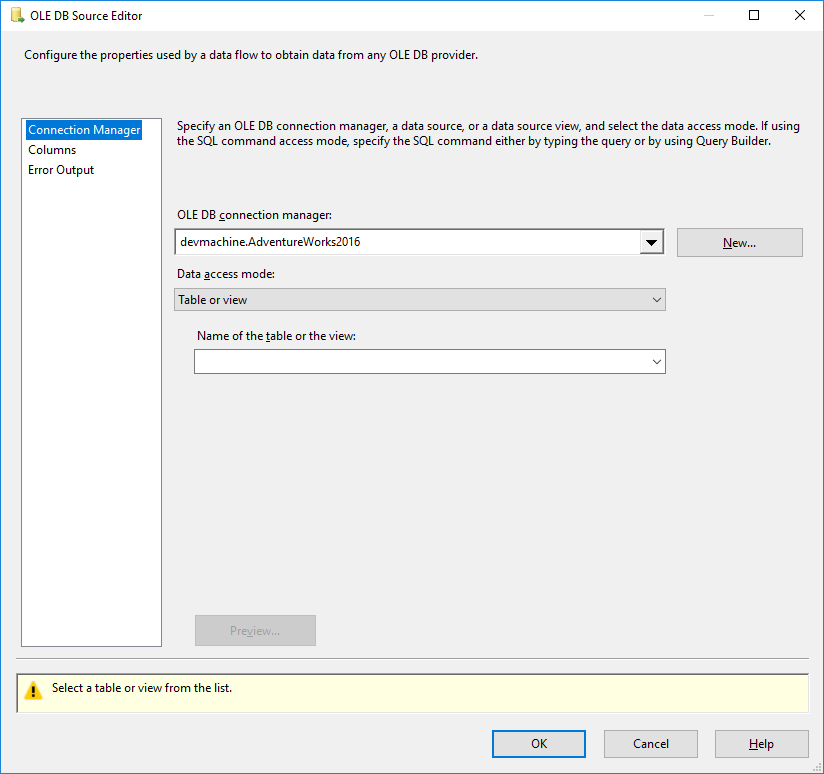 OLE DB Source Editor
Configure the properties used by a data flow to obtain data from any OLE DB provider.
Connection Manager
Columns
Error Output
Specify an OLE DB connection manager, a data source, or a data source view, and select the data access mode. If using
the SQL command access mode, specify the SQL command either by typing the query or by using Query Builder.
OLE DB connection manager:
devmachine.AdventureWorks2016
New...
Data access mode:
Table or view
Name of the table or the view:
Preview...
Select a table or view from the list.
OK
Cancel
Help